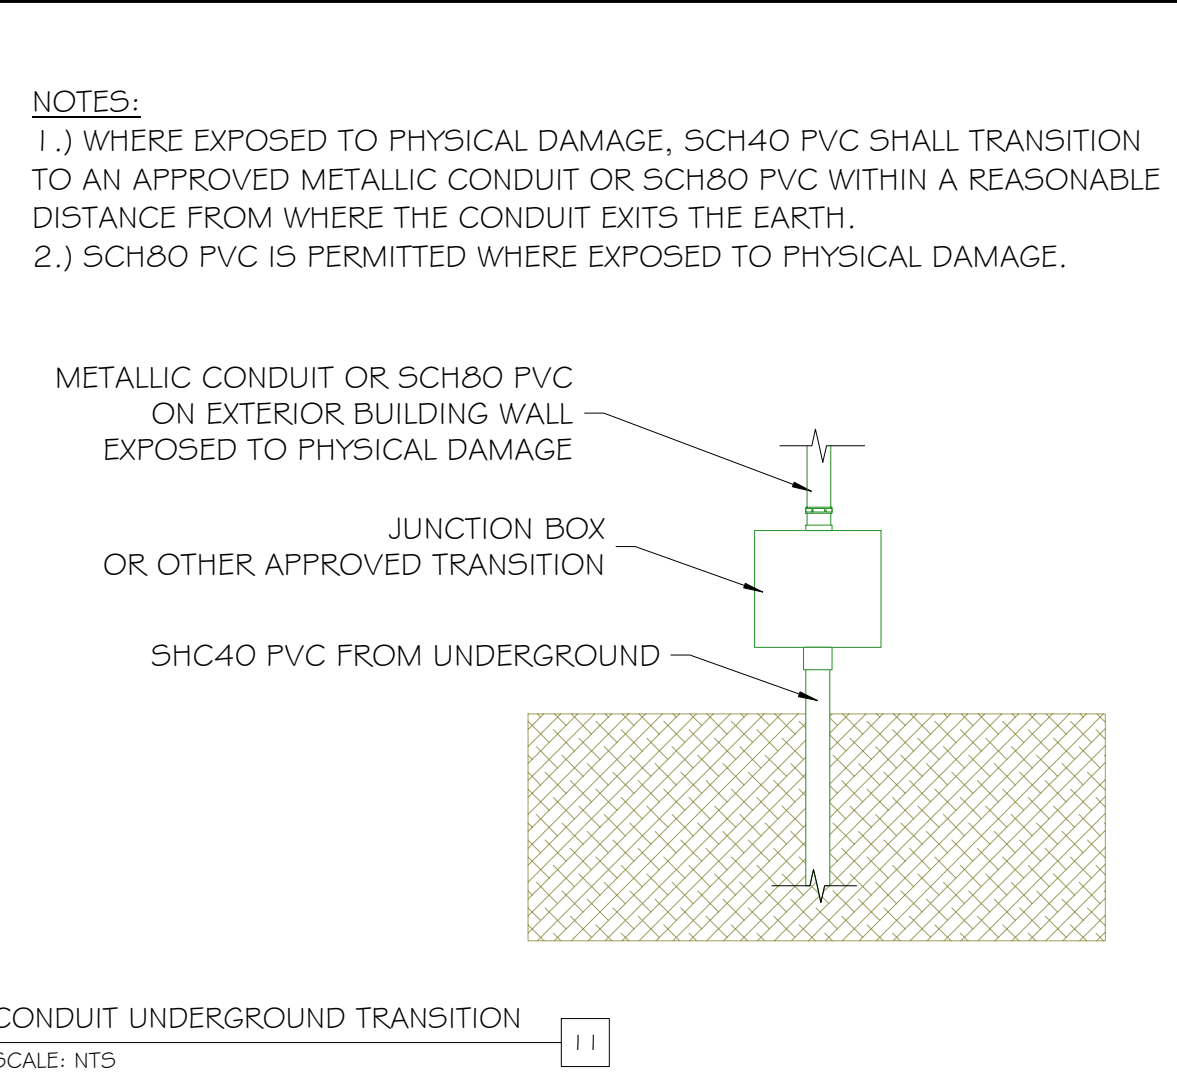 NOTES:
1.) WHERE EXPOSED TO PHYSICAL DAMAGE, SCH40 PVC SHALL TRANSITION
TO AN APPROVED METALLIC CONDUIT OR SCH80 PVC WITHIN A REASONABLE
DISTANCE FROM WHERE THE CONDUIT EXITS THE EARTH.
2.) SCH80 PVC IS PERMITTED WHERE EXPOSED TO PHYSICAL DAMAGE.
METALLIC CONDUIT OR SCH80 PVC
ON EXTERIOR BUILDING WALL
EXPOSED TO PHYSICAL DAMAGE
JUNCTION BOX
OR OTHER APPROVED TRANSITION
SHC40 PVC FROM UNDERGROUND
CONDUIT UNDERGROUND TRANSITION
11
SCALE: NTS